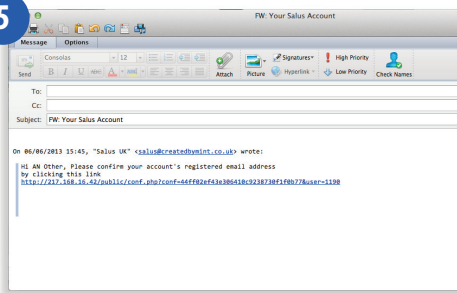 5
FW: Your Salus Account
Message Options
Consolas 12
Send B I U ABC A abc Attach Picture Signatures Hyperlink High Priority Low Priority Check Names
To:
Cc:
Subject: FW: Your Salus Account
On 06/06/2013 15:45, "Salus UK" <salus@createdbymint.co.uk> wrote:
Hi AN Other, Please confirm your account's registered email address
by clicking this link
http://217.168.16.42/public/conf.php?conf=44ff02ef43e306410c9238730f1f0b77&user=1190